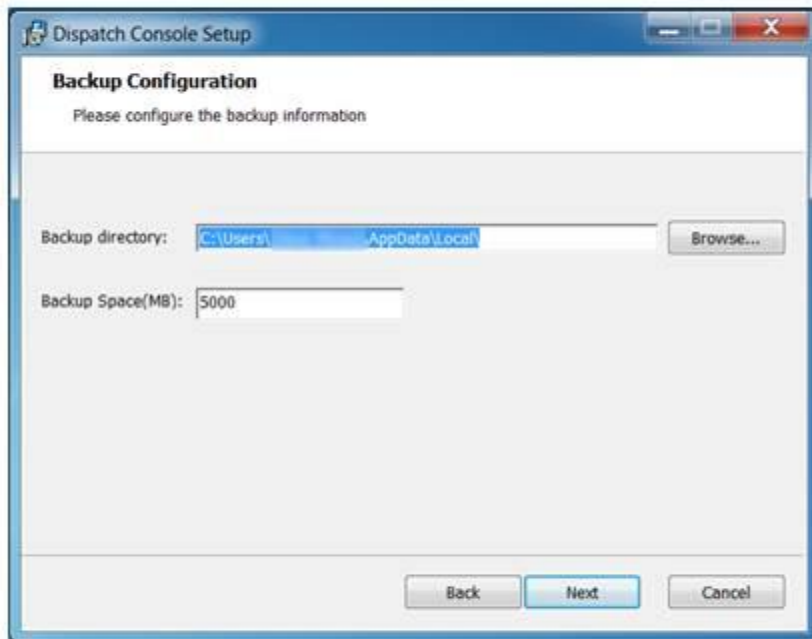 Dispatch Console Setup
Backup Configuration
Please configure the backup information
Backup directory: C:\Users\ AppData\Local\ Browse...
Backup Space(MB): 5000
Back Next Cancel